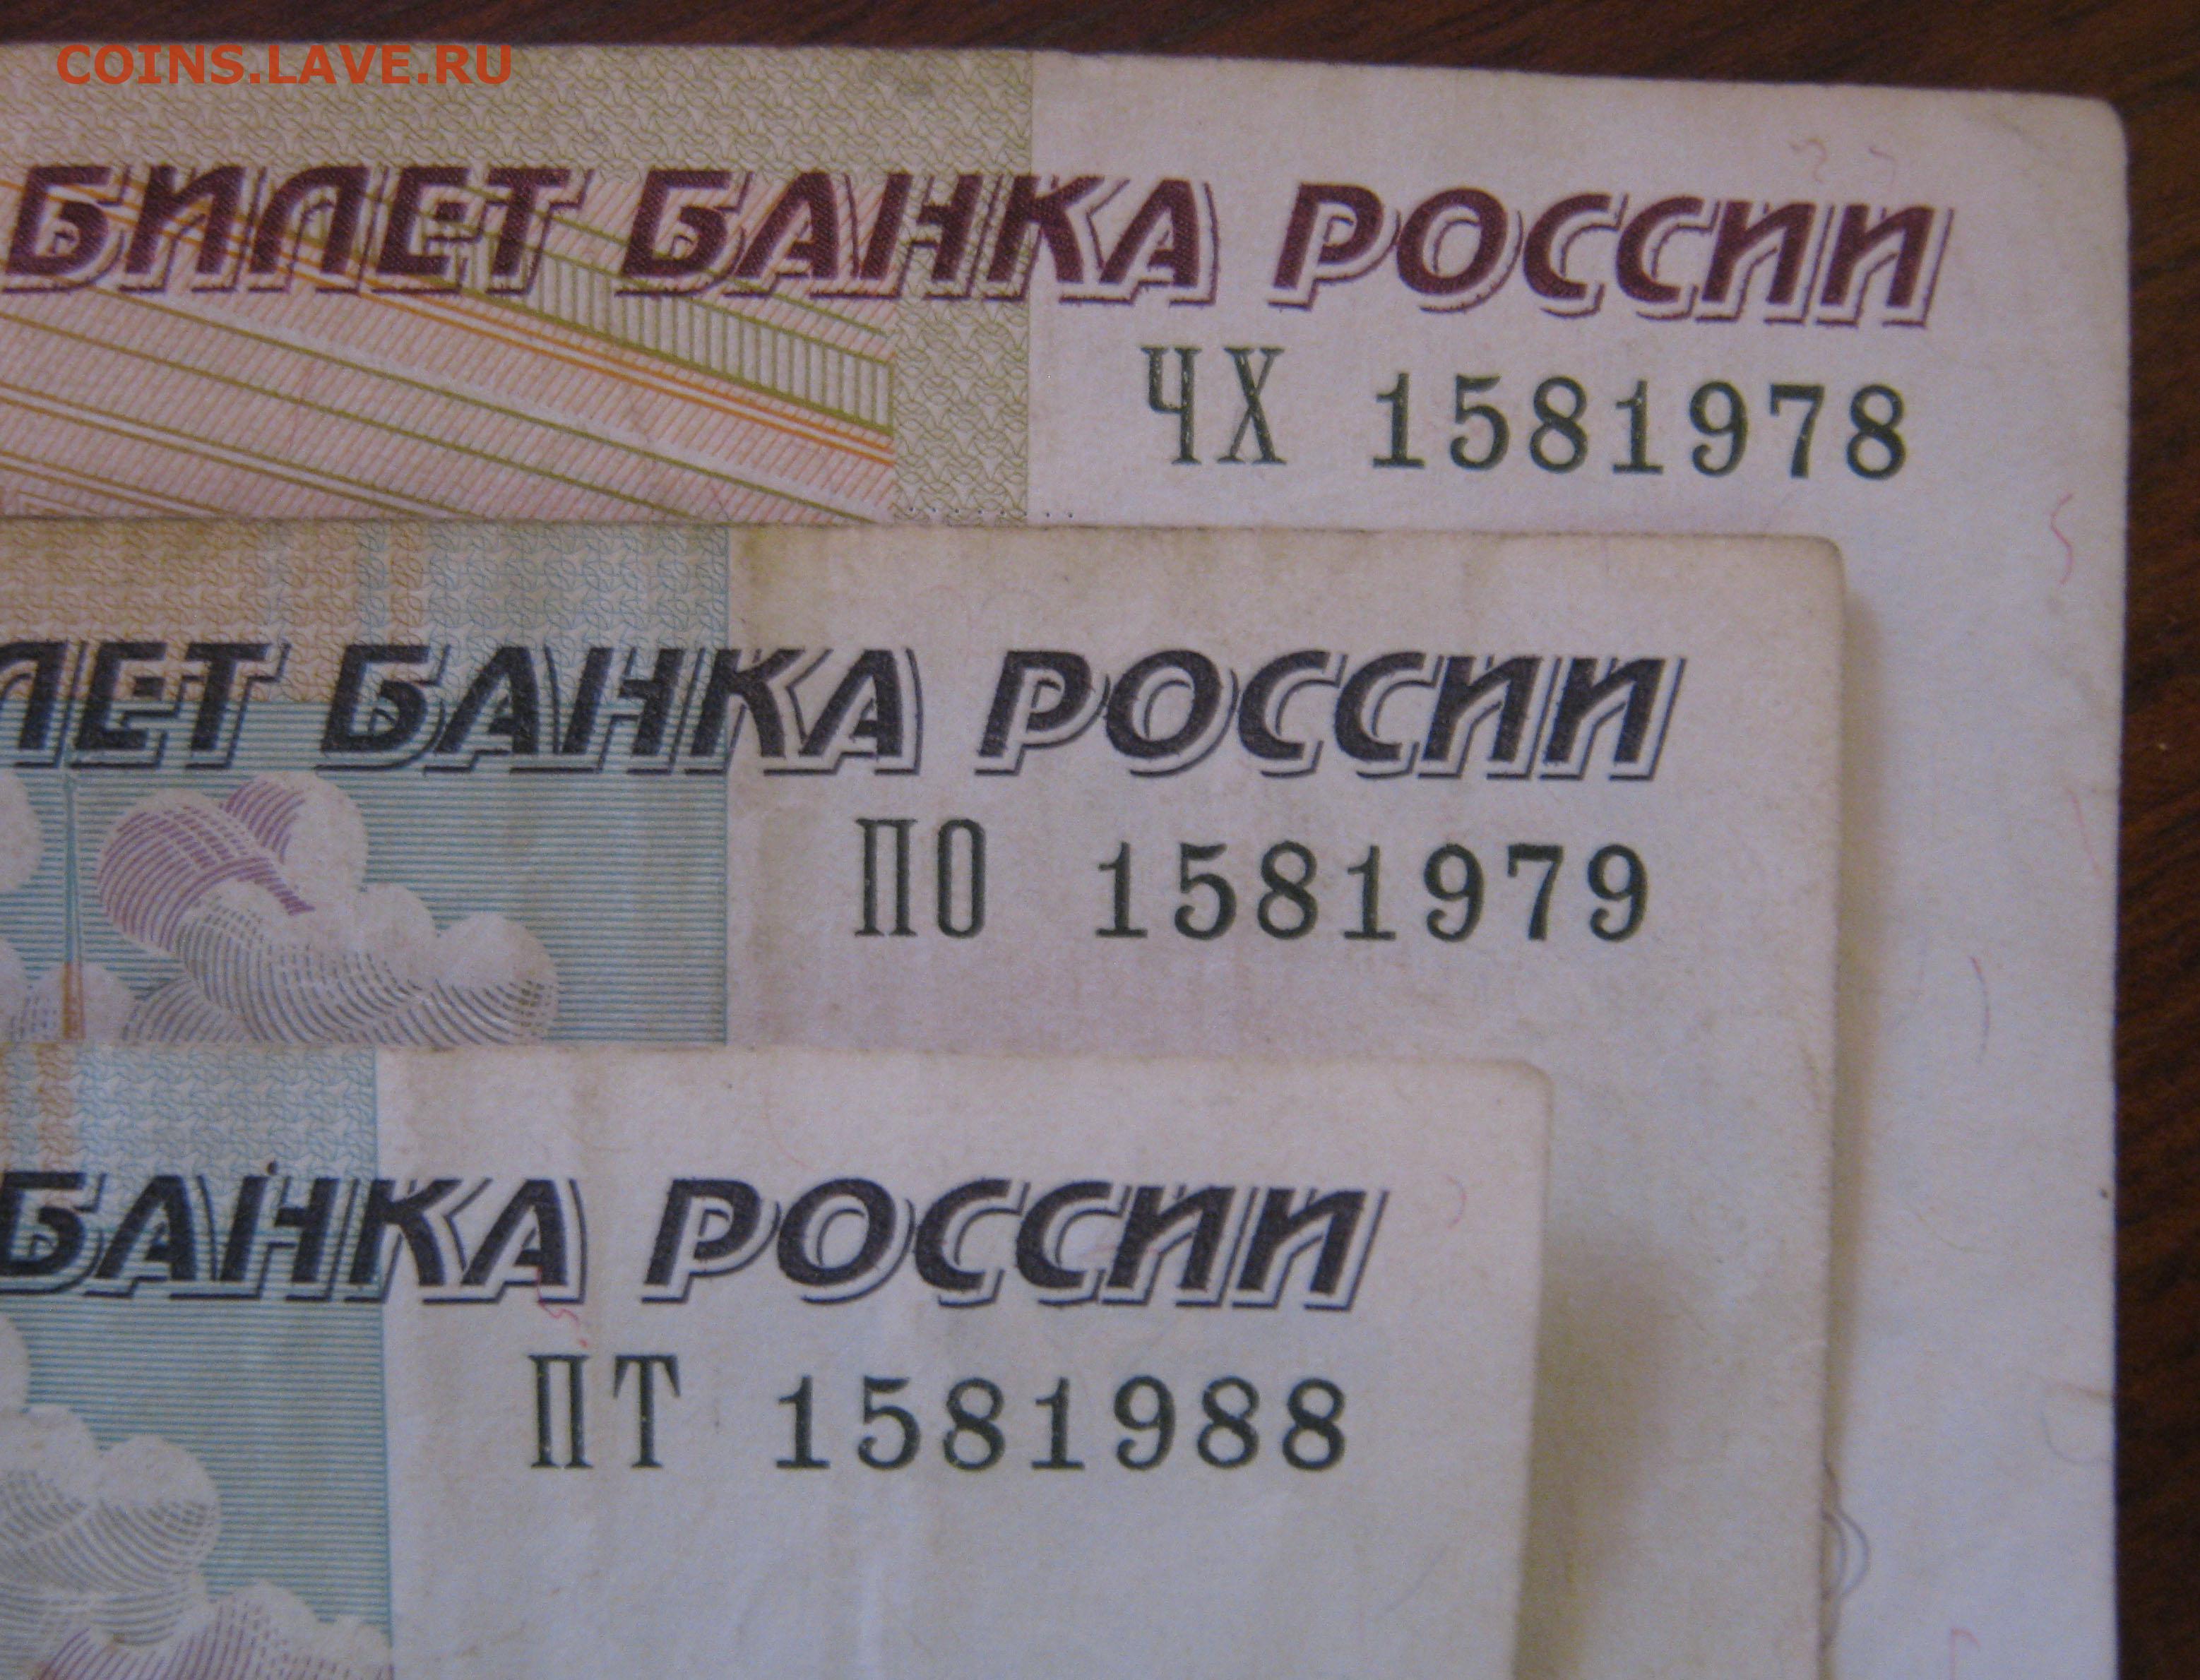 COINS.LAVE.RU
БИЛЕТ БАНКА РОССИИ
ЧХ 1581978
ЛЕТ БАНКА РОССИИ
ПО 1581979
БАНКА РОССИИ
ПТ 1581988